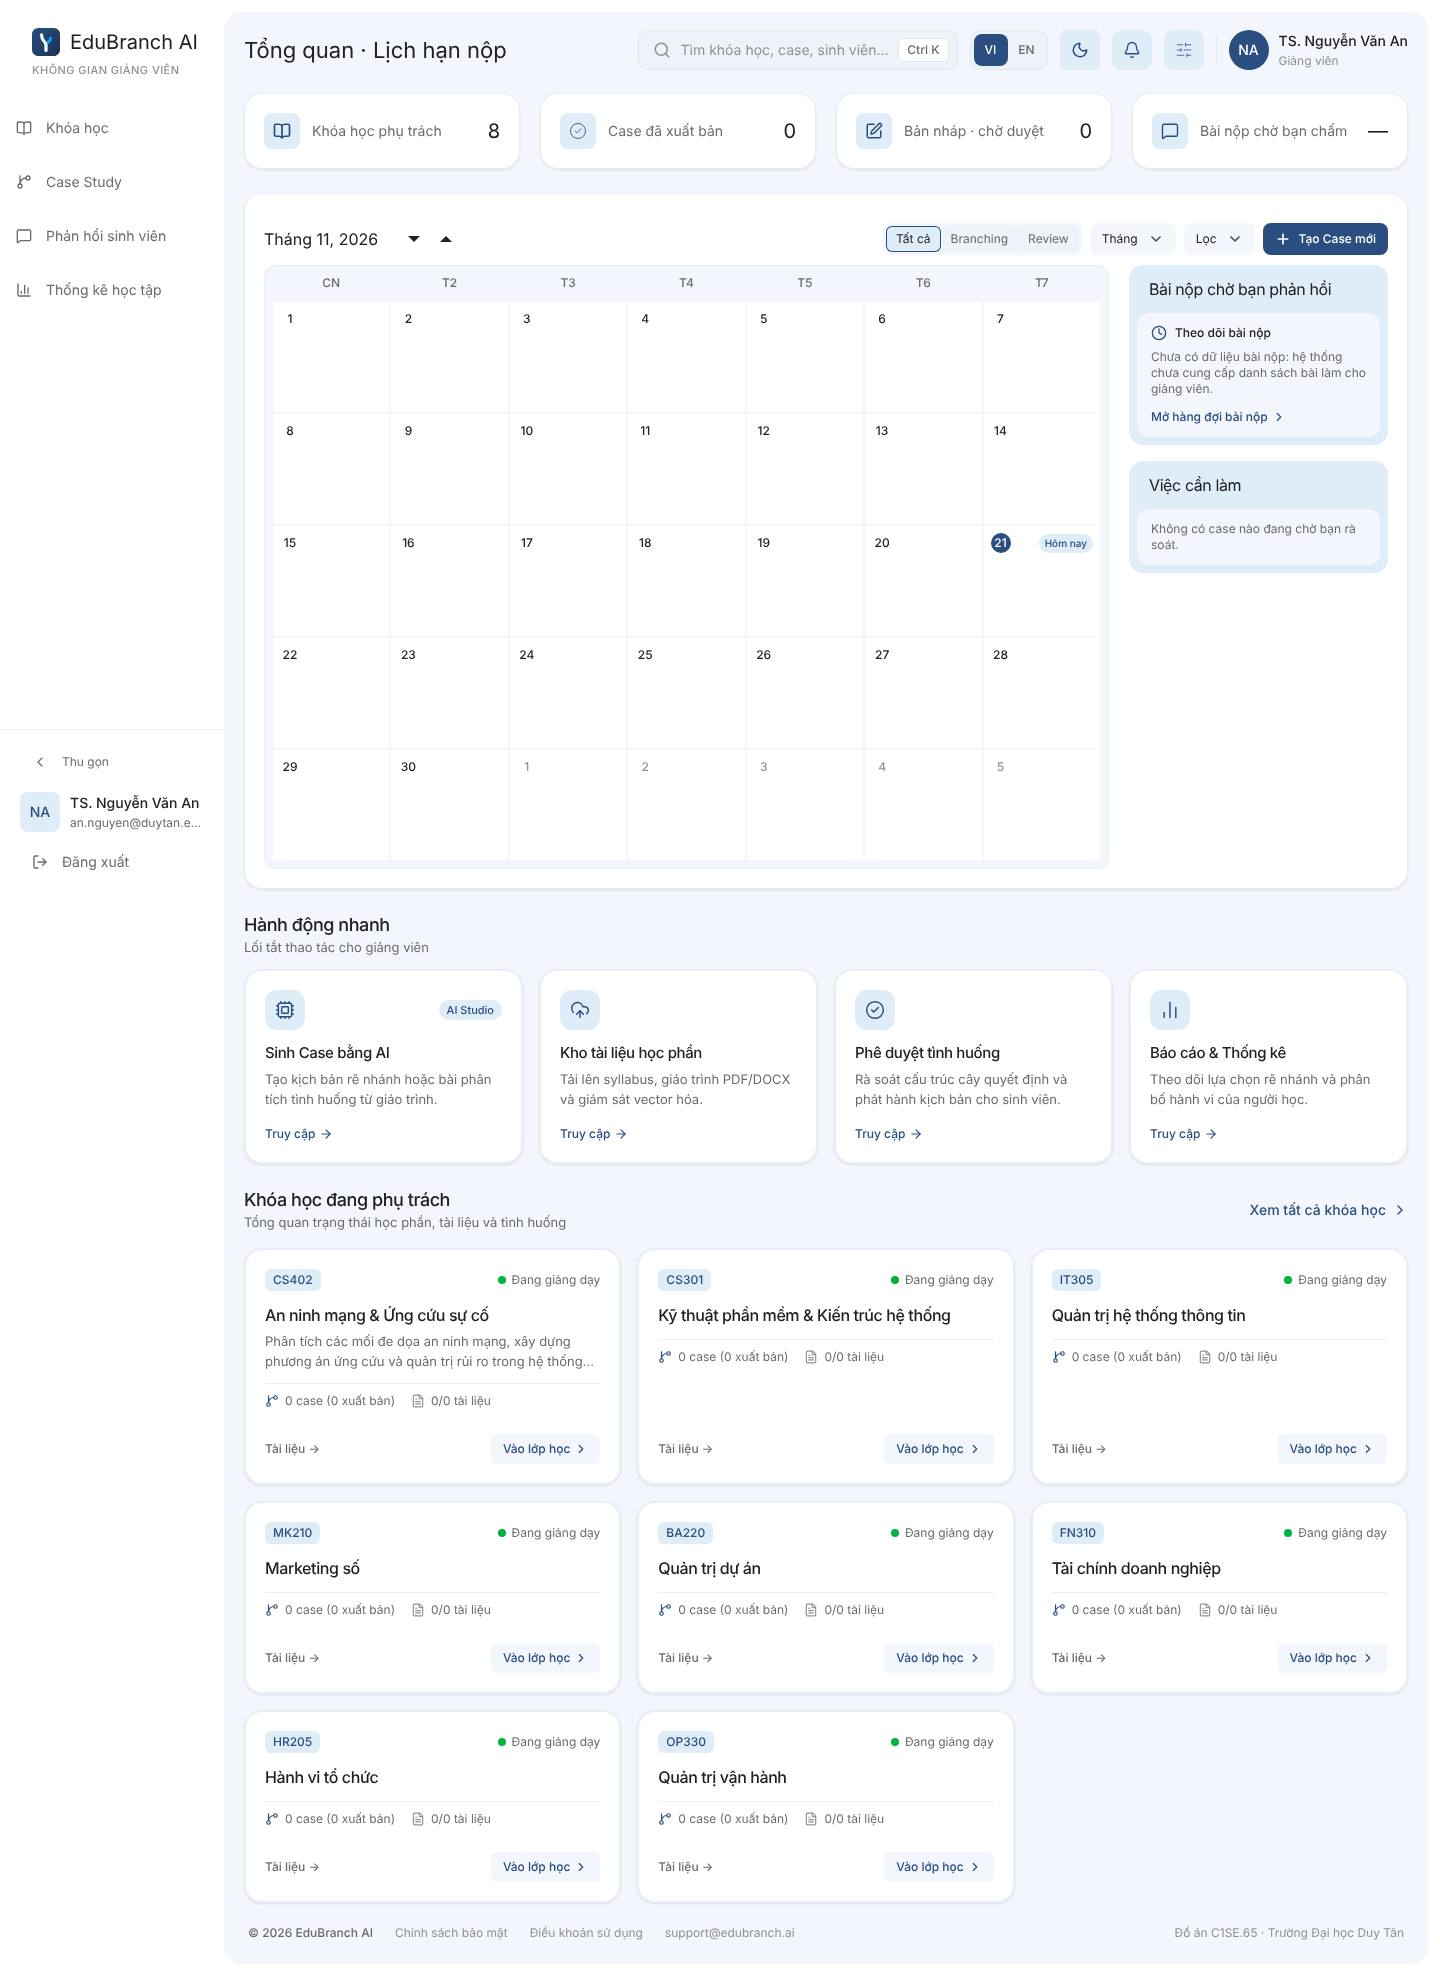 EduBranch AI
KHÔNG GIAN GIẢNG VIÊN
Khóa học
Case Study
Phản hồi sinh viên
Thống kê học tập
Thu gọn
NA
TS. Nguyễn Văn An
an.nguyen@duytan.e...
Đăng xuất
Tổng quan · Lịch hạn nộp
Tìm khóa học, case, sinh viên...
Ctrl K
VI
EN
NA
TS. Nguyễn Văn An
Giảng viên
Khóa học phụ trách
8
Case đã xuất bản
0
Bản nháp · chờ duyệt
0
Bài nộp chờ bạn chấm
—
Tháng 11, 2026
Tất cả
Branching
Review
Tháng
Lọc
Tạo Case mới
CN T2 T3 T4 T5 T6 T7
1 2 3 4 5 6 7
8 9 10 11 12 13 14
15 16 17 18 19 20 21 Hôm nay
22 23 24 25 26 27 28
29 30 1 2 3 4 5
Bài nộp chờ bạn phản hồi
Theo dõi bài nộp
Chưa có dữ liệu bài nộp: hệ thống
chưa cung cấp danh sách bài làm cho
giảng viên.
Mở hàng đợi bài nộp
Việc cần làm
Không có case nào đang chờ bạn rà
soát.
Hành động nhanh
Lối tắt thao tác cho giảng viên
AI Studio
Sinh Case bằng AI
Tạo kịch bản rẽ nhánh hoặc bài phân
tích tình huống từ giáo trình.
Truy cập →
Kho tài liệu học phần
Tải lên syllabus, giáo trình PDF/DOCX
và giám sát vector hóa.
Truy cập →
Phê duyệt tình huống
Rà soát cấu trúc cây quyết định và
phát hành kịch bản cho sinh viên.
Truy cập →
Báo cáo & Thống kê
Theo dõi lựa chọn rẽ nhánh và phân
bố hành vi của người học.
Truy cập →
Khóa học đang phụ trách
Tổng quan trạng thái học phần, tài liệu và tình huống
Xem tất cả khóa học
CS402
Đang giảng dạy
An ninh mạng & Ứng cứu sự cố
Phân tích các mối đe dọa an ninh mạng, xây dựng
phương án ứng cứu và quản trị rủi ro trong hệ thống...
0 case (0 xuất bản)
0/0 tài liệu
Tài liệu →
Vào lớp học
CS301
Đang giảng dạy
Kỹ thuật phần mềm & Kiến trúc hệ thống
0 case (0 xuất bản)
0/0 tài liệu
Tài liệu →
Vào lớp học
IT305
Đang giảng dạy
Quản trị hệ thống thông tin
0 case (0 xuất bản)
0/0 tài liệu
Tài liệu →
Vào lớp học
MK210
Đang giảng dạy
Marketing số
0 case (0 xuất bản)
0/0 tài liệu
Tài liệu →
Vào lớp học
BA220
Đang giảng dạy
Quản trị dự án
0 case (0 xuất bản)
0/0 tài liệu
Tài liệu →
Vào lớp học
FN310
Đang giảng dạy
Tài chính doanh nghiệp
0 case (0 xuất bản)
0/0 tài liệu
Tài liệu →
Vào lớp học
HR205
Đang giảng dạy
Hành vi tổ chức
0 case (0 xuất bản)
0/0 tài liệu
Tài liệu →
Vào lớp học
OP330
Đang giảng dạy
Quản trị vận hành
0 case (0 xuất bản)
0/0 tài liệu
Tài liệu →
Vào lớp học
© 2026 EduBranch AI
Chính sách bảo mật
Điều khoản sử dụng
support@edubranch.ai
Đồ án C1SE.65 · Trường Đại học Duy Tân